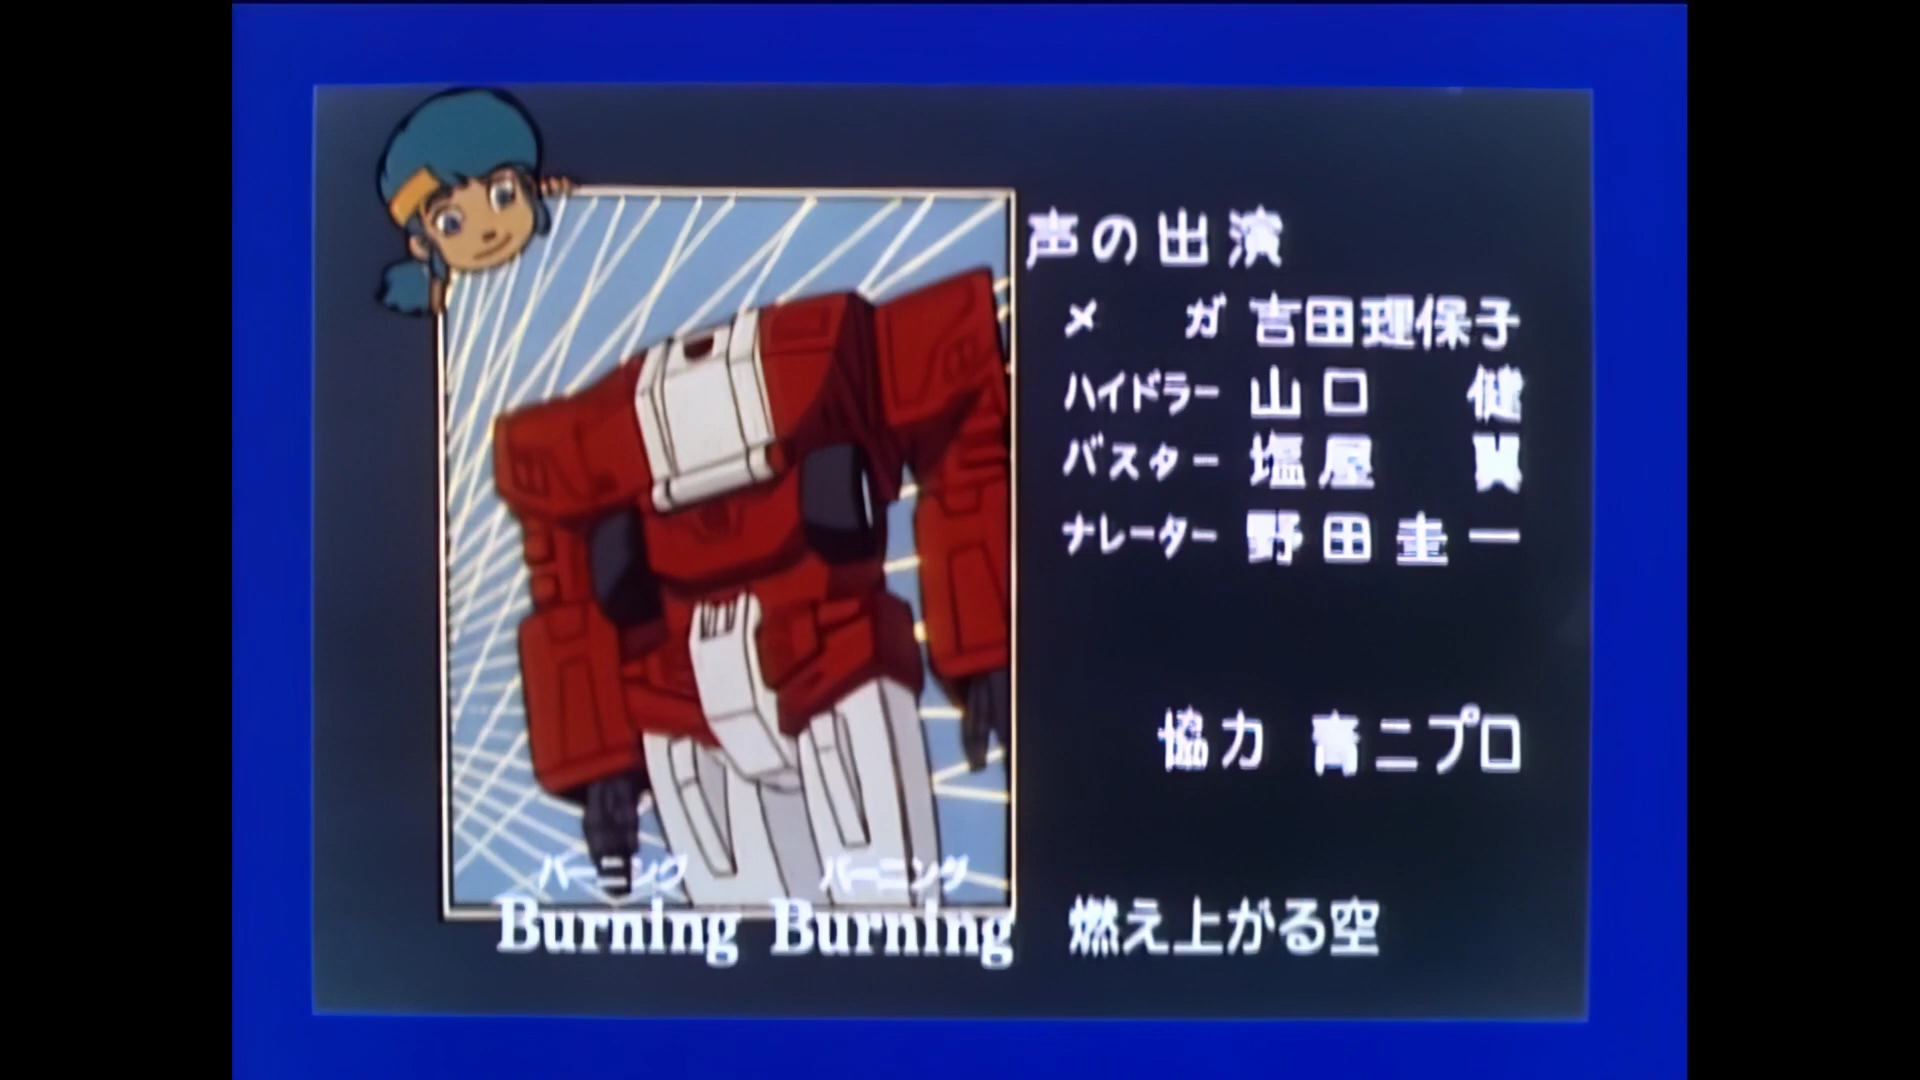 声の出演
メガ 吉田理保子
ハイドラー 山口 健
バスター 塩屋 翼
ナレーター 野田圭一
協力 青二プロ
バーニング バーニング
Burning Burning 燃え上がる空